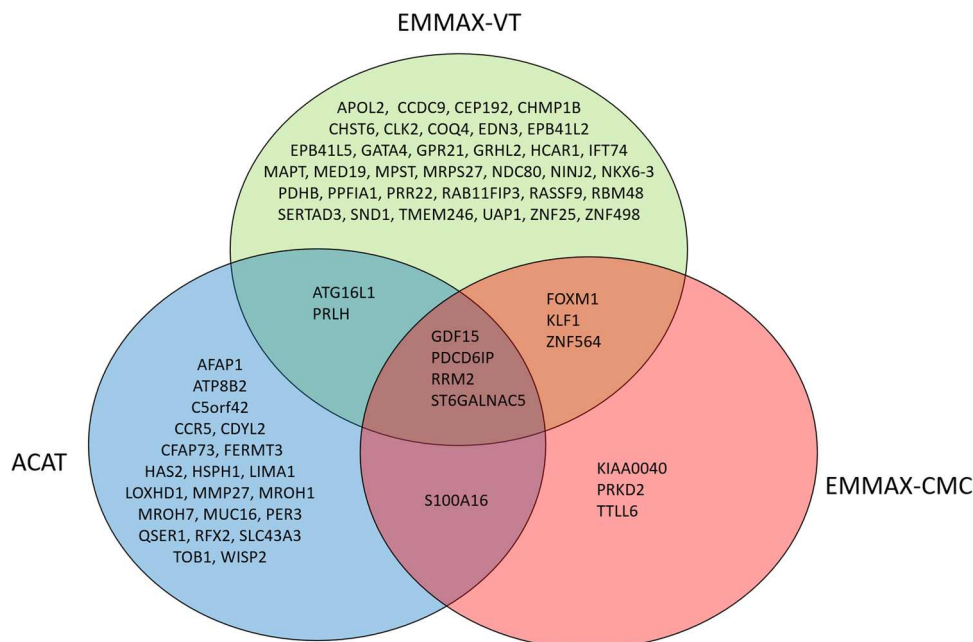 EMMAX-VT
APOL2, CCDC9, CEP192, CHMP1B
CHST6, CLK2, COQ4, EDN3, EPB41L2
EPB41L5, GATA4, GPR21, GRHL2, HCAR1, IFT74
MAPT, MED19, MPST, MRPS27, NDC80, NINJ2, NKX6-3
PDHB, PPFIA1, PRR22, RAB11FIP3, RASSF9, RBM48
SERTAD3, SND1, TMEM246, UAP1, ZNF25, ZNF498
ATG16L1
PRLH
FOXM1
KLF1
ZNF564
GDF15
PDCD6IP
RRM2
ST6GALNAC5
ACAT
AFAP1
ATP8B2
C5orf42
CCR5, CDYL2
CFAP73, FERMT3
HAS2, HSPH1, LIMA1
LOXHD1, MMP27, MROH1
MROH7, MUC16, PER3
QSER1, RFX2, SLC43A3
TOB1, WISP2
S100A16
KIAA0040
PRKD2
TTLL6
EMMAX-CMC